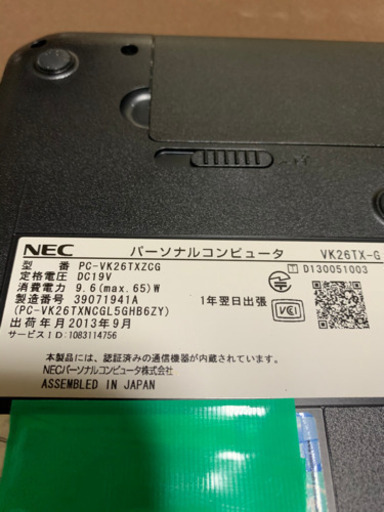 NEC パーソナルコンピュータ VK26TX-G
型 番 PC-VK26TXZCG
定格電圧 DC19V
消費電力 9.6(max.65)W
製造番号 39071941A
(PC-VK26TXNCGL5GHB6ZY)
出荷年月 2013年9月
サービスID:1083114756
T D130051003
1年翌日出張
VCI
本製品には、認証済みの通信機器が内蔵されています。
NECパーソナルコンピュータ株式会社
ASSEMBLED IN JAPAN